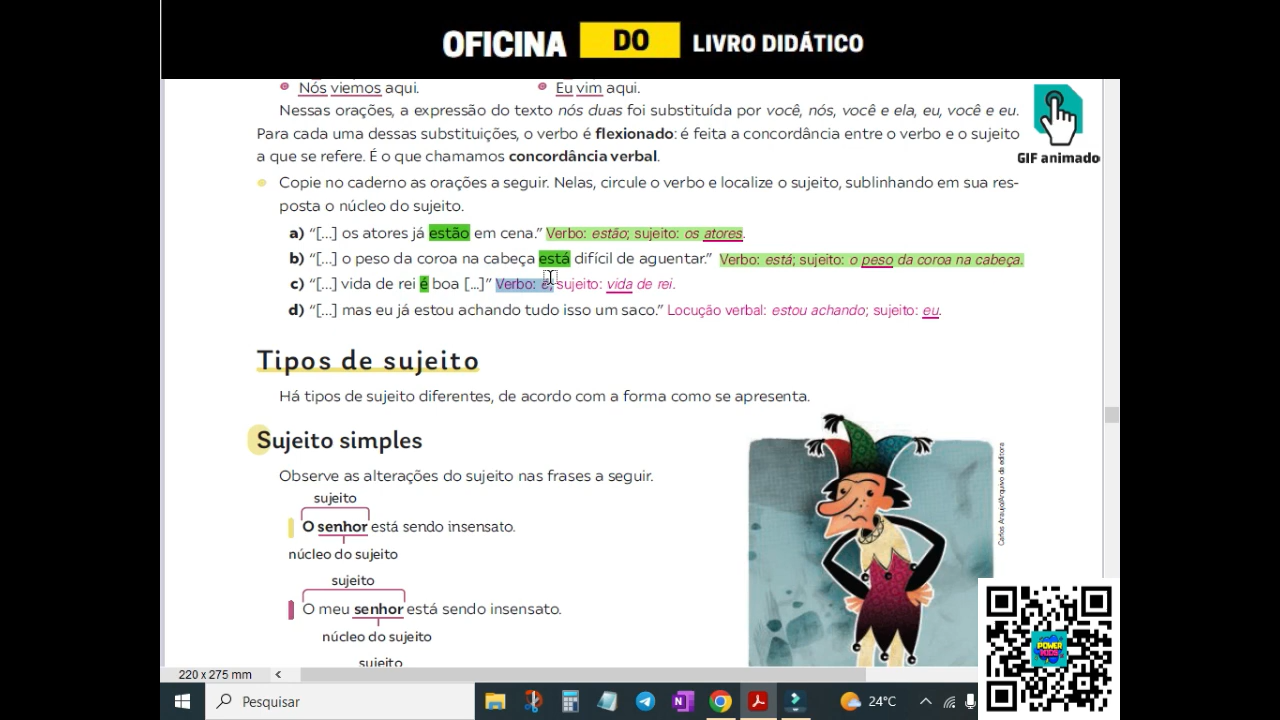 OFICINA DO LIVRO DIDÁTICO
Nós viemos aqui. Eu vim aqui.
Nessas orações, a expressão do texto nós duas foi substituída por você, nós, você e ela, eu, você e eu.
Para cada uma dessas substituições, o verbo é flexionado: é feita a concordância entre o verbo e o sujeito
a que se refere. É o que chamamos concordância verbal.
GIF animado
Copie no caderno as orações a seguir. Nelas, circule o verbo e localize o sujeito, sublinhando em sua res-
posta o núcleo do sujeito.
a) “[...] os atores já estão em cena.” Verbo: estão; sujeito: os atores.
b) “[...] o peso da coroa na cabeça está difícil de aguentar.” Verbo: está; sujeito: o peso da coroa na cabeça.
c) “[...] vida de rei é boa [...]” Verbo: é; sujeito: vida de rei.
d) “[...] mas eu já estou achando tudo isso um saco.” Locução verbal: estou achando; sujeito: eu.
Tipos de sujeito
Há tipos de sujeito diferentes, de acordo com a forma como se apresenta.
Sujeito simples
Observe as alterações do sujeito nas frases a seguir.
sujeito
O senhor está sendo insensato.
núcleo do sujeito
sujeito
O meu senhor está sendo insensato.
núcleo do sujeito
sujeito
Carlos Araujo/Arquivo da editora
POWER KIDS
220 x 275 mm
Pesquisar
24°C